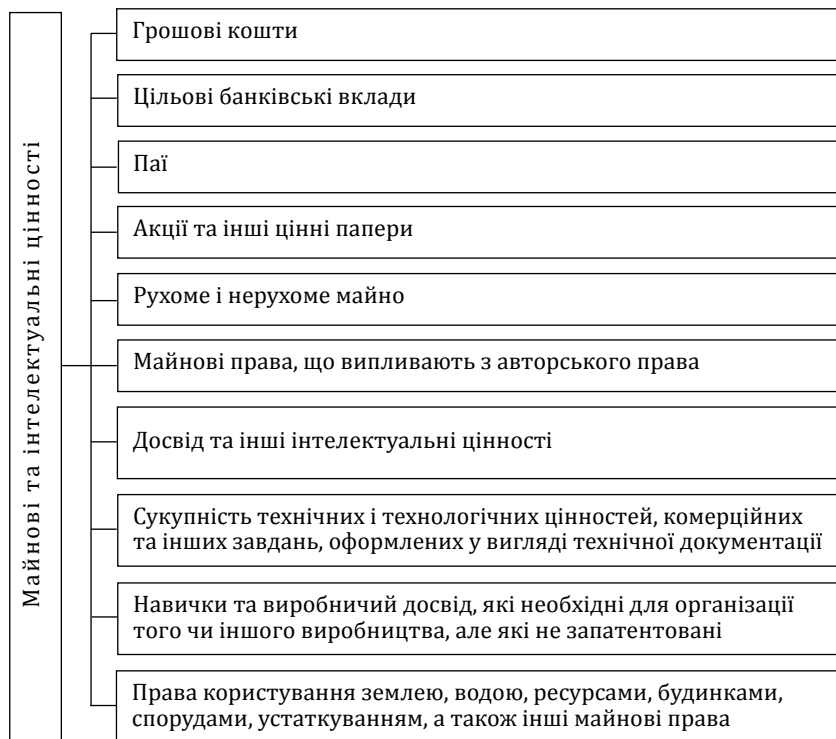 Майнові та інтелектуальні цінності
Грошові кошти
Цільові банківські вклади
Паї
Акції та інші цінні папери
Рухоме і нерухоме майно
Майнові права, що випливають з авторського права
Досвід та інші інтелектуальні цінності
Сукупність технічних і технологічних цінностей, комерційних
та інших завдань, оформлених у вигляді технічної документації
Навички та виробничий досвід, які необхідні для організації
того чи іншого виробництва, але які не запатентовані
Права користування землею, водою, ресурсами, будинками,
спорудами, устаткуванням, а також інші майнові права